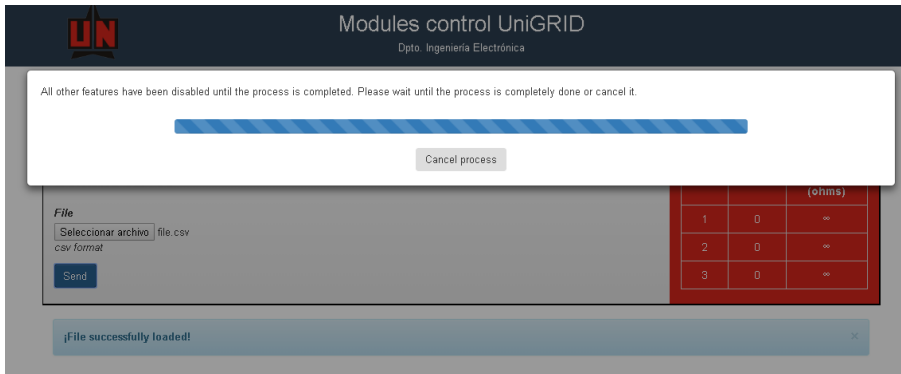 UN
Modules control UniGRID
Dpto. Ingeniería Electrónica
All other features have been disabled until the process is completed. Please wait until the process is completely done or cancel it.
Cancel process
(ohms)
File
Seleccionar archivo file.csv
csv format
Send
1 0 ∞
2 0 ∞
3 0 ∞
¡File successfully loaded! ×